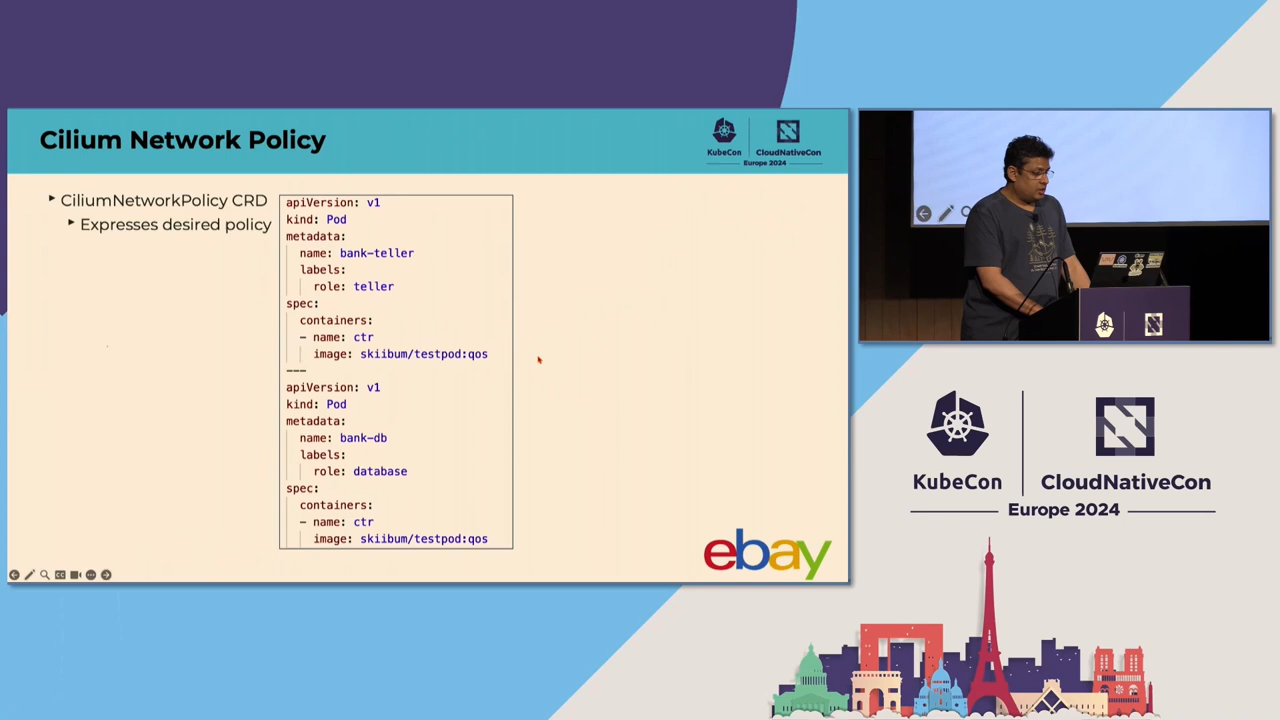 Cilium Network Policy
KubeCon
CloudNativeCon
Europe 2024
CiliumNetworkPolicy CRD
Expresses desired policy
apiVersion: v1
kind: Pod
metadata:
name: bank-teller
labels:
role: teller
spec:
containers:
- name: ctr
image: skiibum/testpod:qos
---
apiVersion: v1
kind: Pod
metadata:
name: bank-db
labels:
role: database
spec:
containers:
- name: ctr
image: skiibum/testpod:qos
ebay
KubeCon
CloudNativeCon
Europe 2024